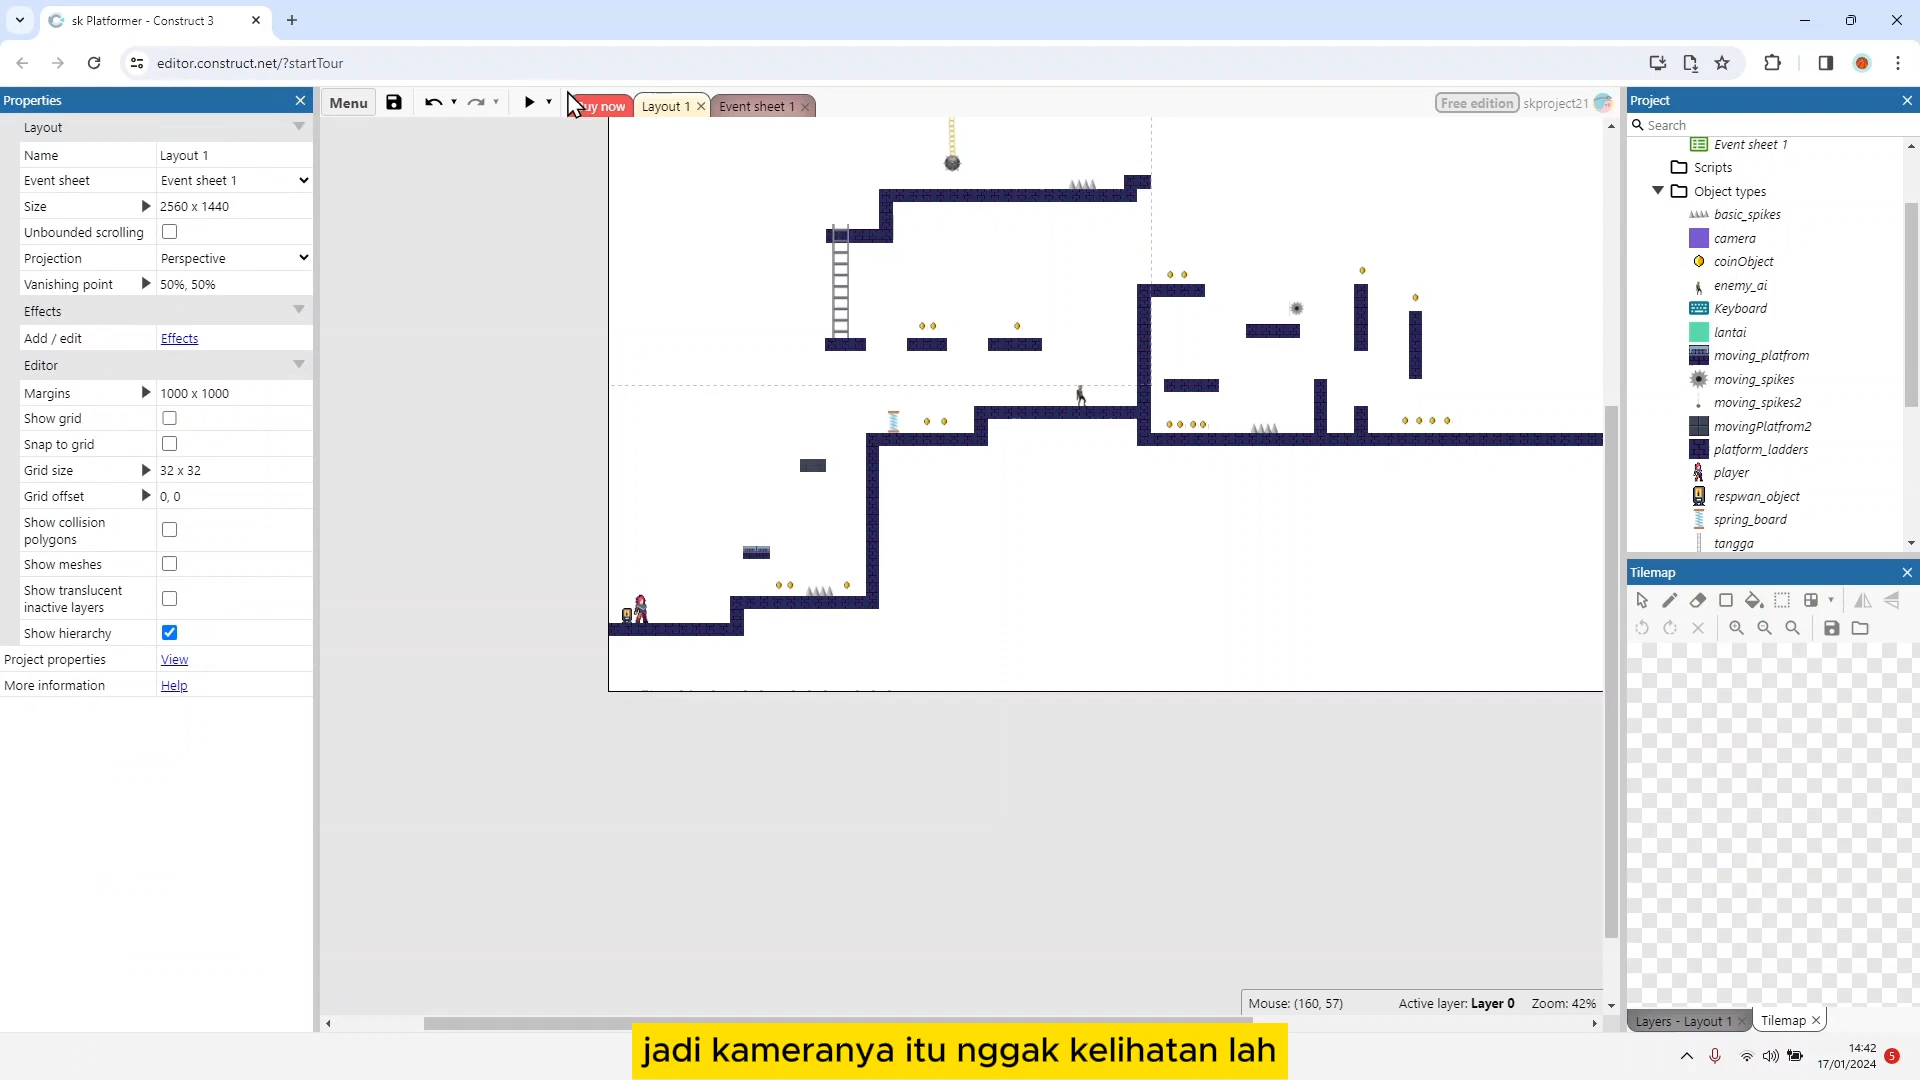 sk Platformer - Construct 3
editor.construct.net/?startTour
Properties
Menu
uy now
Layout 1
Event sheet 1
Free edition
skproject21
Project
Layout
Name
Layout 1
Event sheet
Event sheet 1
Size
2560 x 1440
Unbounded scrolling
Projection
Perspective
Vanishing point
50%, 50%
Effects
Add / edit
Effects
Editor
Margins
1000 x 1000
Show grid
Snap to grid
Grid size
32 x 32
Grid offset
0, 0
Show collision
polygons
Show meshes
Show translucent
inactive layers
Show hierarchy
Project properties
View
More information
Help
Search
Event sheet 1
Scripts
Object types
basic_spikes
camera
coinObject
enemy_ai
Keyboard
lantai
moving_platfrom
moving_spikes
moving_spikes2
movingPlatfrom2
platform_ladders
player
respwan_object
spring_board
tangga
Tilemap
Mouse: (160, 57)
Active layer: Layer 0
Zoom: 42%
Layers - Layout 1
Tilemap
jadi kameranya itu nggak kelihatan lah
14:42
17/01/2024
5